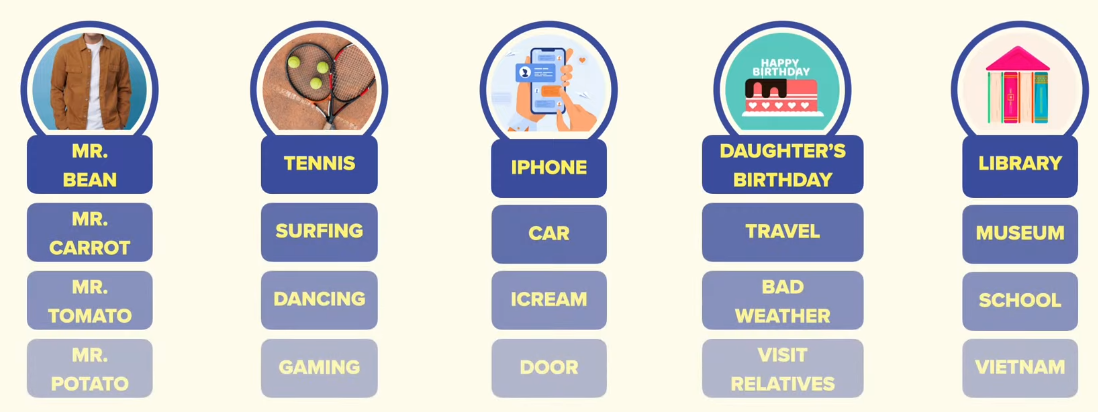 HAPPY
BIRTHDAY
MR.
BEAN
TENNIS
IPHONE
DAUGHTER’S
BIRTHDAY
LIBRARY
MR.
CARROT
SURFING
CAR
TRAVEL
MUSEUM
MR.
TOMATO
DANCING
ICREAM
BAD
WEATHER
SCHOOL
MR.
POTATO
GAMING
DOOR
VISIT
RELATIVES
VIETNAM